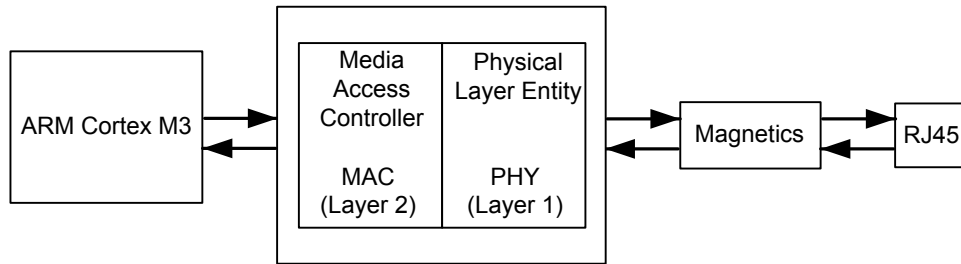 ARM Cortex M3
Media
Access
Controller
MAC
(Layer 2)
Physical
Layer Entity
PHY
(Layer 1)
Magnetics
RJ45